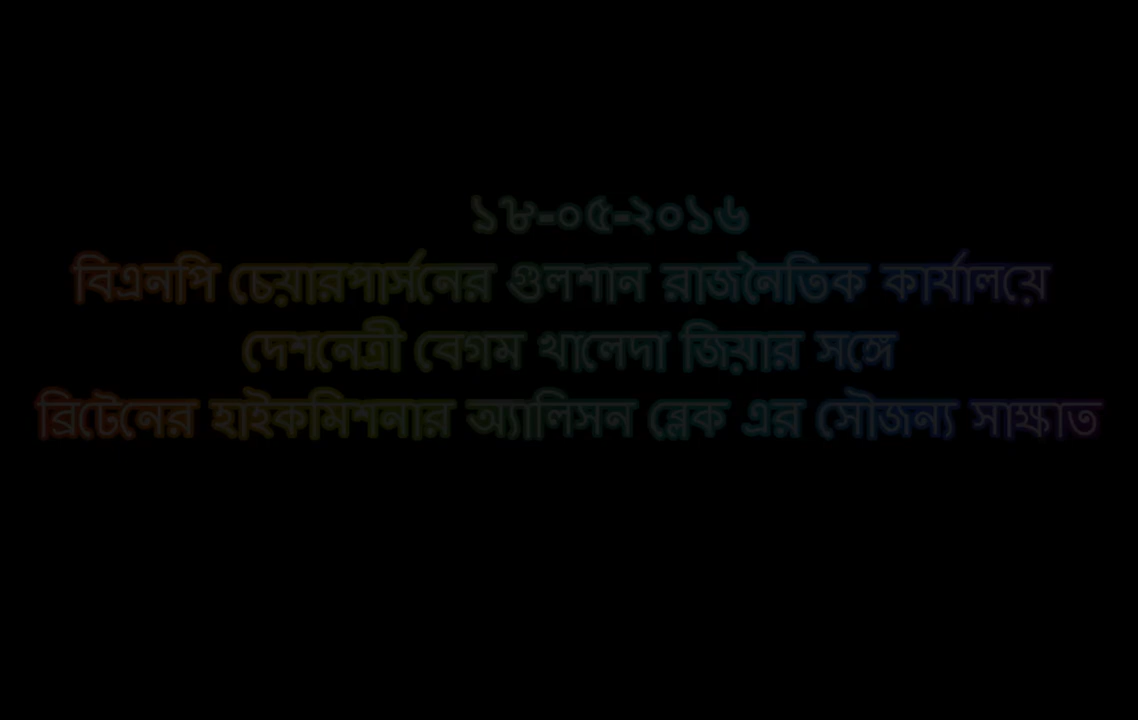 ১৮-০৫-২০১৬
বিএনপি চেয়ারপার্সনের গুলশান রাজনৈতিক কার্যালয়ে
দেশনেত্রী বেগম খালেদা জিয়ার সঙ্গে
ব্রিটেনের হাইকমিশনার অ্যালিসন ব্লেক এর সৌজন্য সাক্ষাত